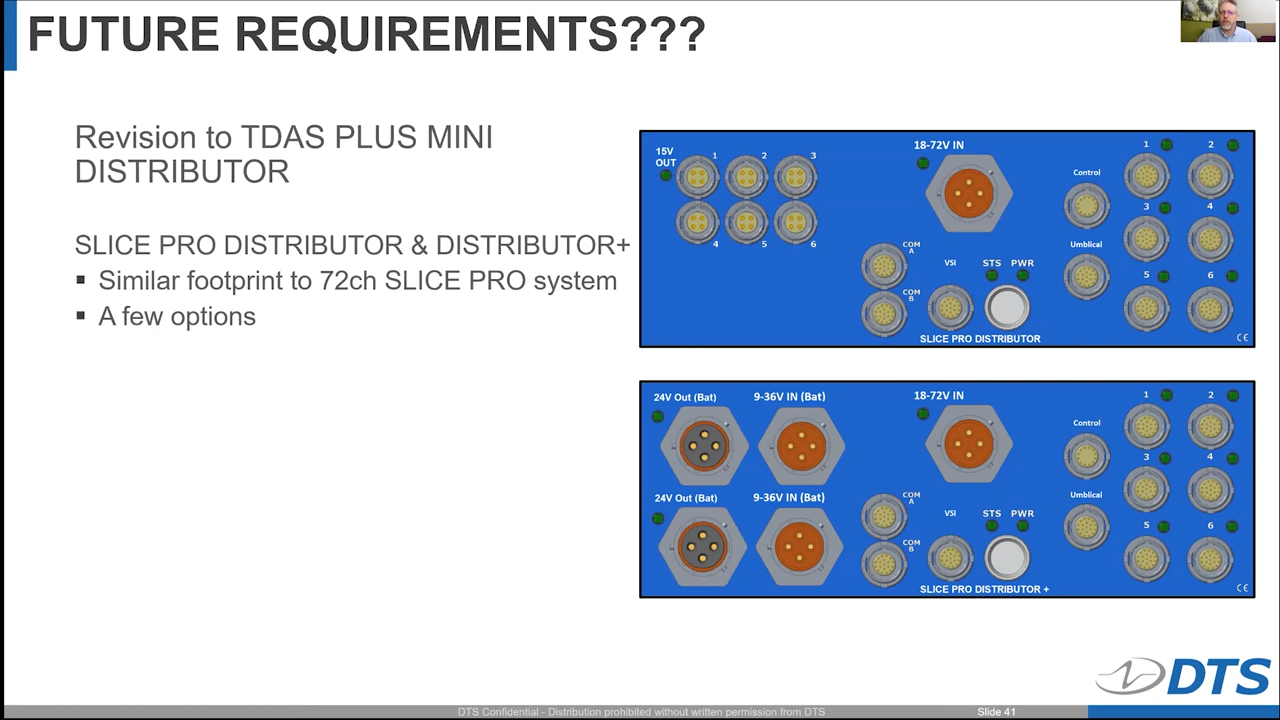 FUTURE REQUIREMENTS???
Revision to TDAS PLUS MINI
DISTRIBUTOR
SLICE PRO DISTRIBUTOR & DISTRIBUTOR+
▪ Similar footprint to 72ch SLICE PRO system
▪ A few options
15V
OUT
1
2
3
4
5
6
18-72V IN
COM
A
COM
B
VSI
STS
PWR
Control
Umblical
1
2
3
4
5
6
SLICE PRO DISTRIBUTOR
CE
24V Out (Bat)
9-36V IN (Bat)
24V Out (Bat)
9-36V IN (Bat)
18-72V IN
COM
A
COM
B
VSI
STS
PWR
Control
Umblical
1
2
3
4
5
6
SLICE PRO DISTRIBUTOR +
CE
DTS
DTS Confidential - Distribution prohibited without written permission from DTS
Slide 41